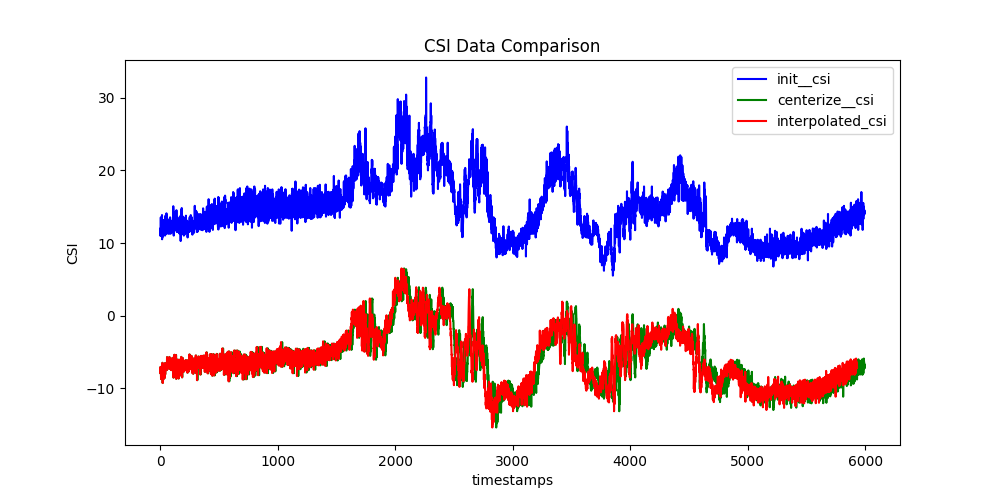 CSI Data Comparison
init__csi
centerize__csi
interpolated_csi
CSI
30
20
10
0
−10
0 1000 2000 3000 4000 5000 6000
timestamps